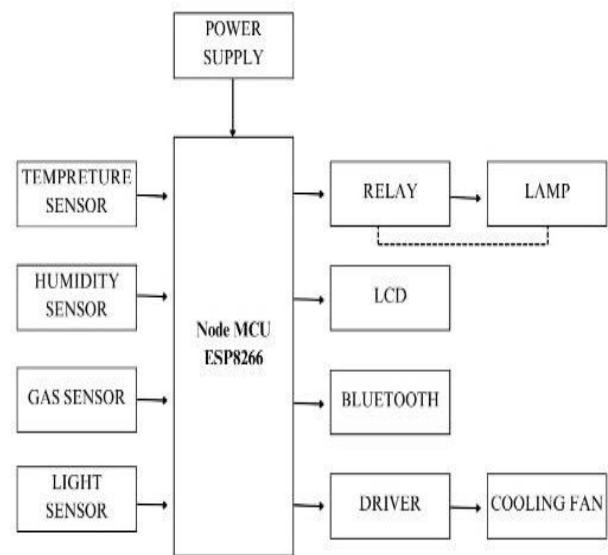 POWER
SUPPLY
TEMPRETURE
SENSOR
RELAY
LAMP
HUMIDITY
SENSOR
LCD
Node MCU
ESP8266
GAS SENSOR
BLUETOOTH
LIGHT
SENSOR
DRIVER
COOLING FAN